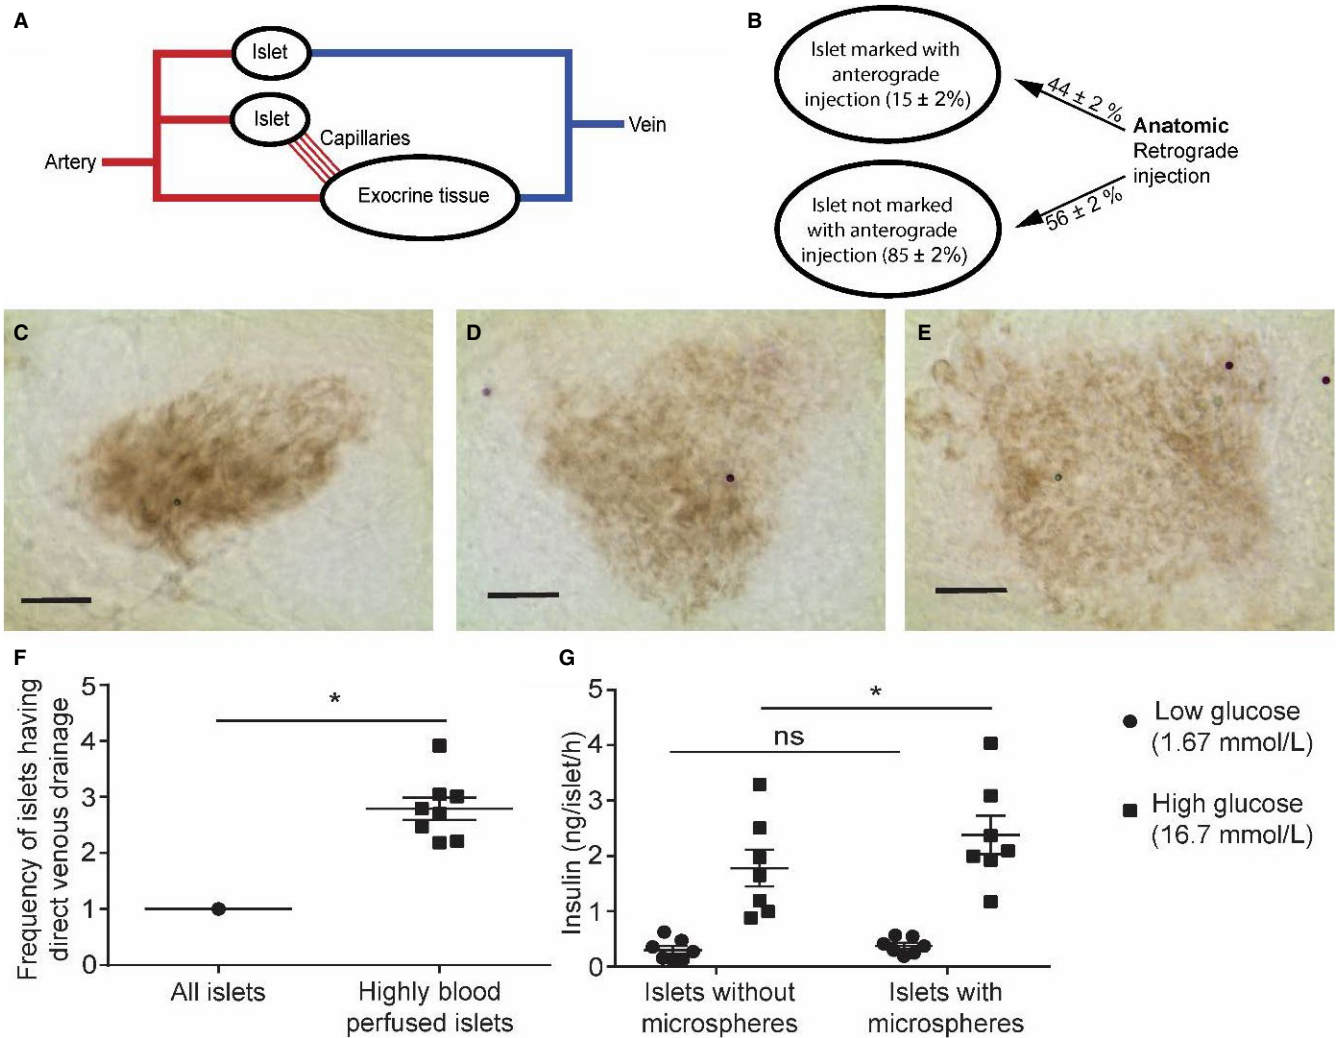 A
Islet
Islet
Capillaries
Artery
Vein
Exocrine tissue
B
Islet marked with
anterograde
injection (15 ± 2%)
44 ± 2 %
Anatomic
Retrograde
injection
56 ± 2 %
Islet not marked
with anterograde
injection (85 ± 2%)
C
D
E
F
Frequency of islets having
direct venous drainage
5
4
3
2
1
0
*
All islets
Highly blood
perfused islets
G
Insulin (ng/islet/h)
5
4
3
2
1
0
*
ns
Islets without
microspheres
Islets with
microspheres
Low glucose
(1.67 mmol/L)
High glucose
(16.7 mmol/L)